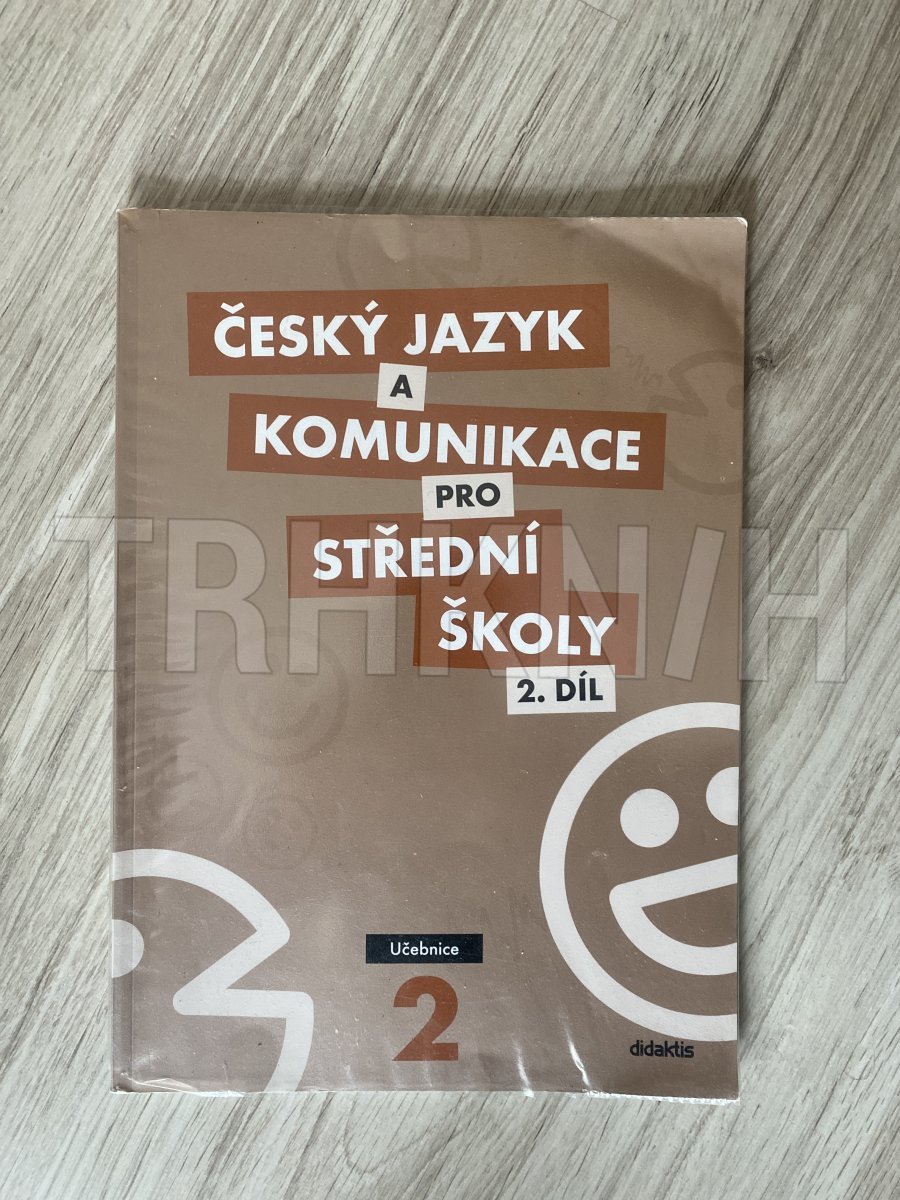 ČESKÝ JAZYK
A
KOMUNIKACE
PRO
STŘEDNÍ
ŠKOLY
2. DÍL
TRHKNIH
Učebnice
2
didaktis